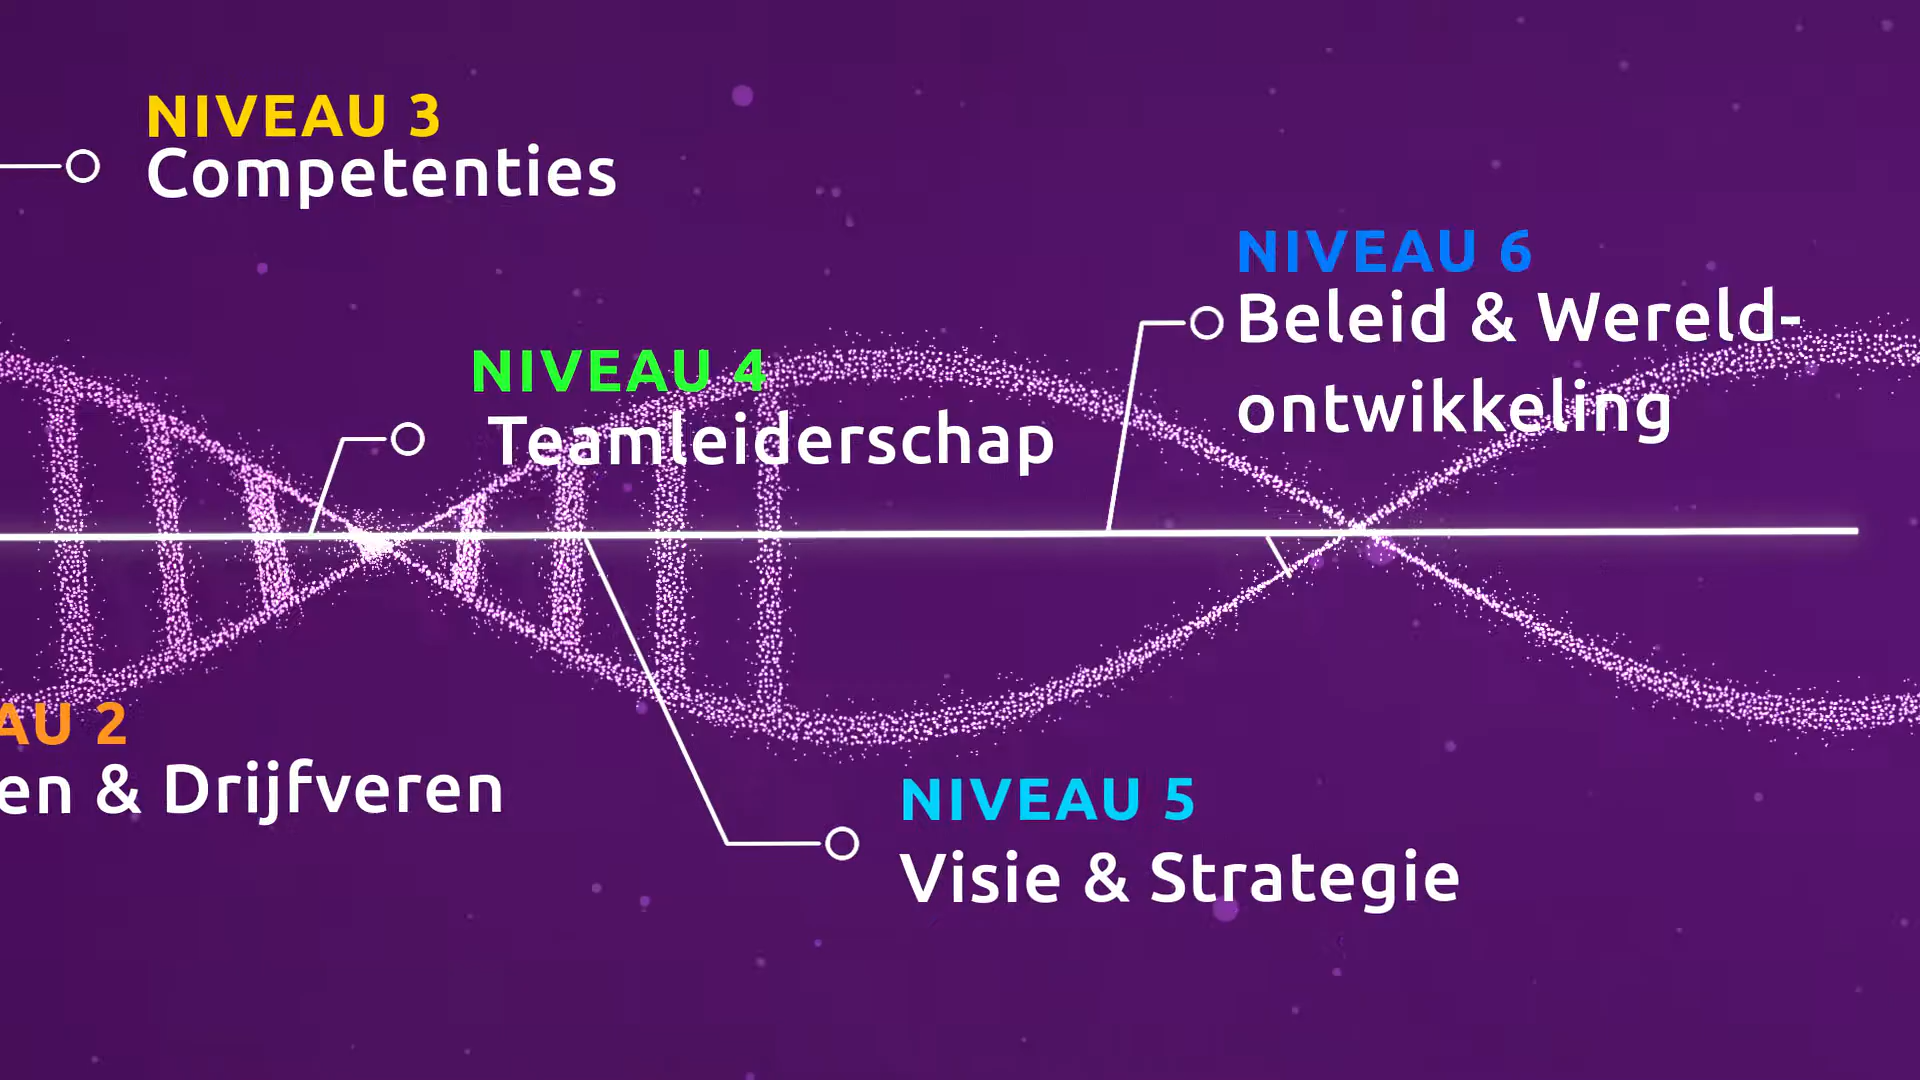 NIVEAU 3
Competenties
NIVEAU 6
Beleid & Wereld-
ontwikkeling
NIVEAU 4
Teamleiderschap
AU 2
en & Drijfveren
NIVEAU 5
Visie & Strategie